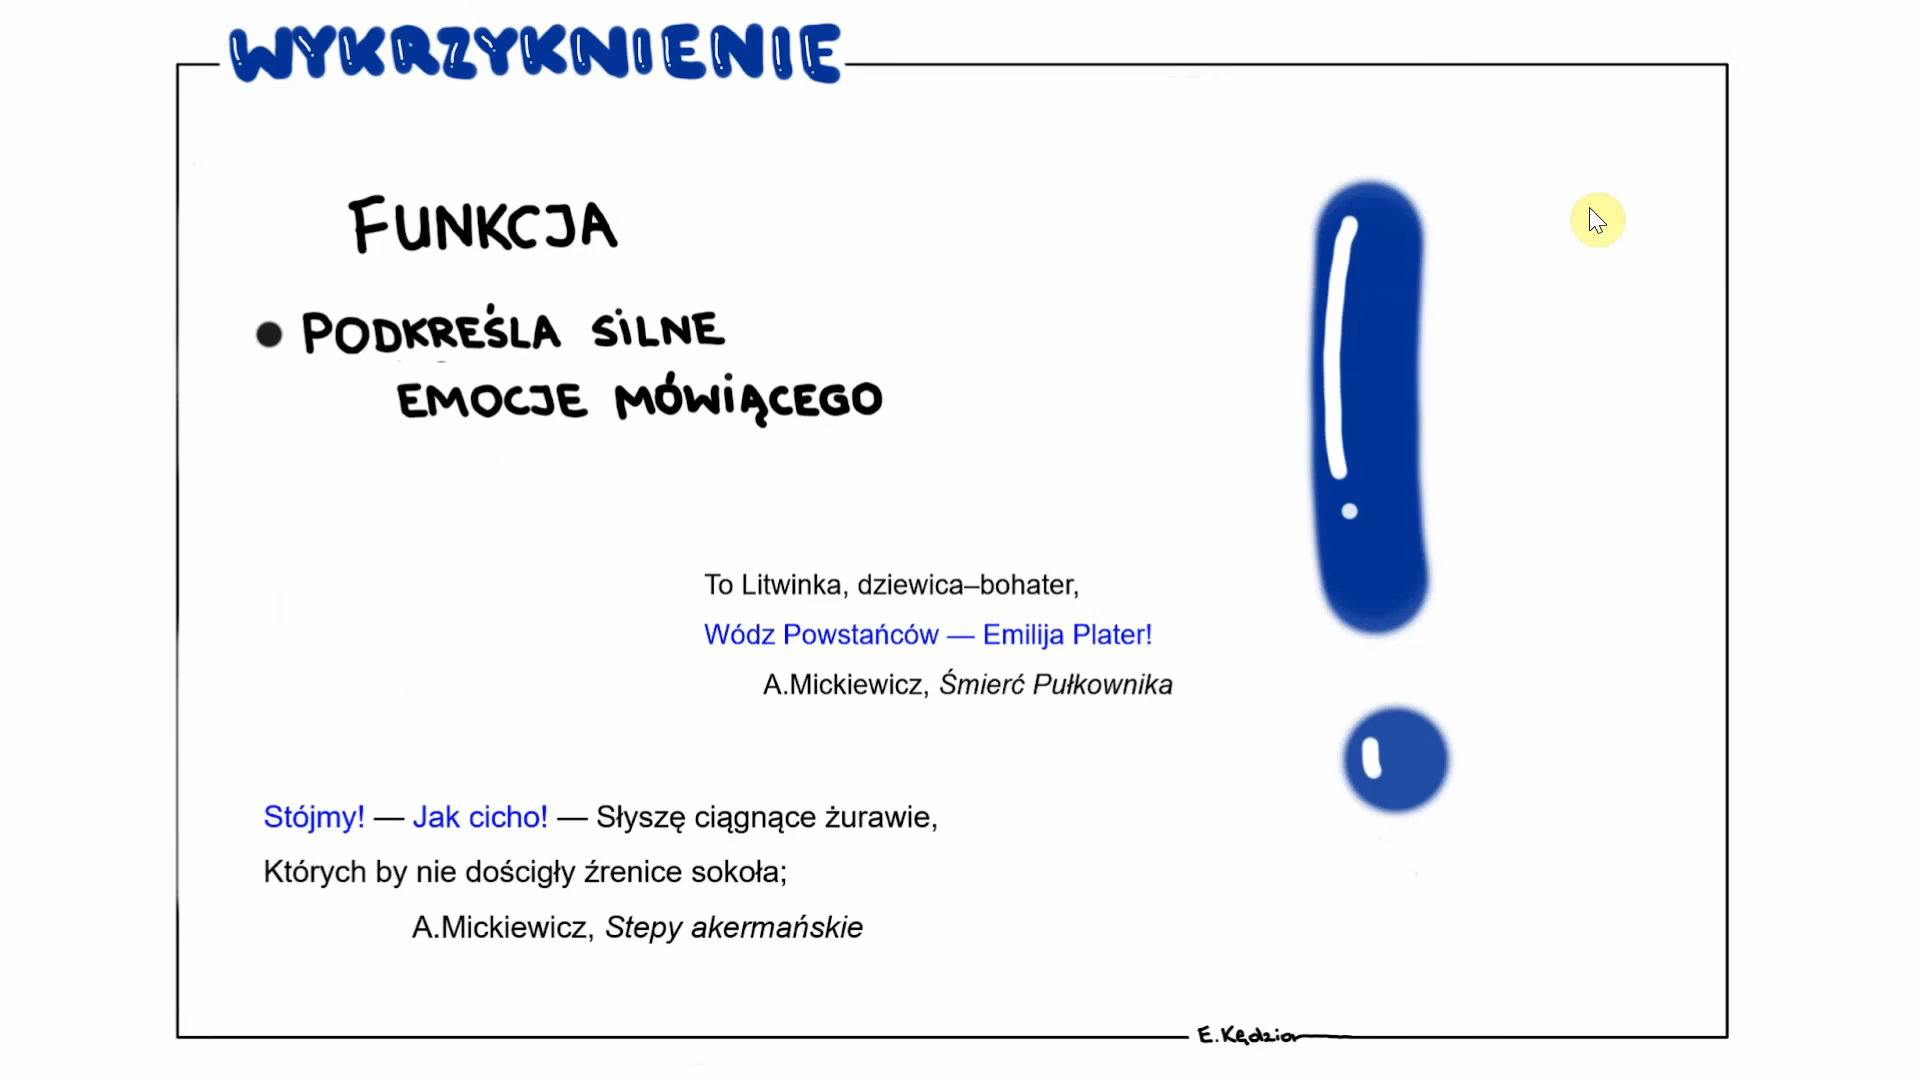 WYKRZYKNIENIE
FUNKCJA
● PODKREŚLA SILNE
EMOCJE MÓWIĄCEGO
To Litwinka, dziewica–bohater,
Wódz Powstańców — Emilija Plater!
A.Mickiewicz, Śmierć Pułkownika
Stójmy! — Jak cicho! — Słyszę ciągnące żurawie,
Których by nie dościgły źrenice sokoła;
A.Mickiewicz, Stepy akermańskie
E.Kędzior